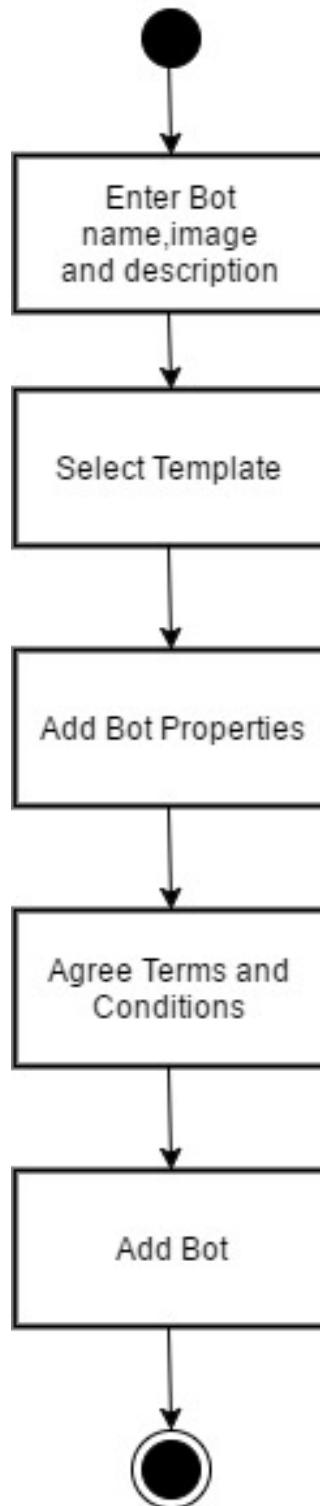 Enter Bot
name,image
and description
Select Template
Add Bot Properties
Agree Terms and
Conditions
Add Bot